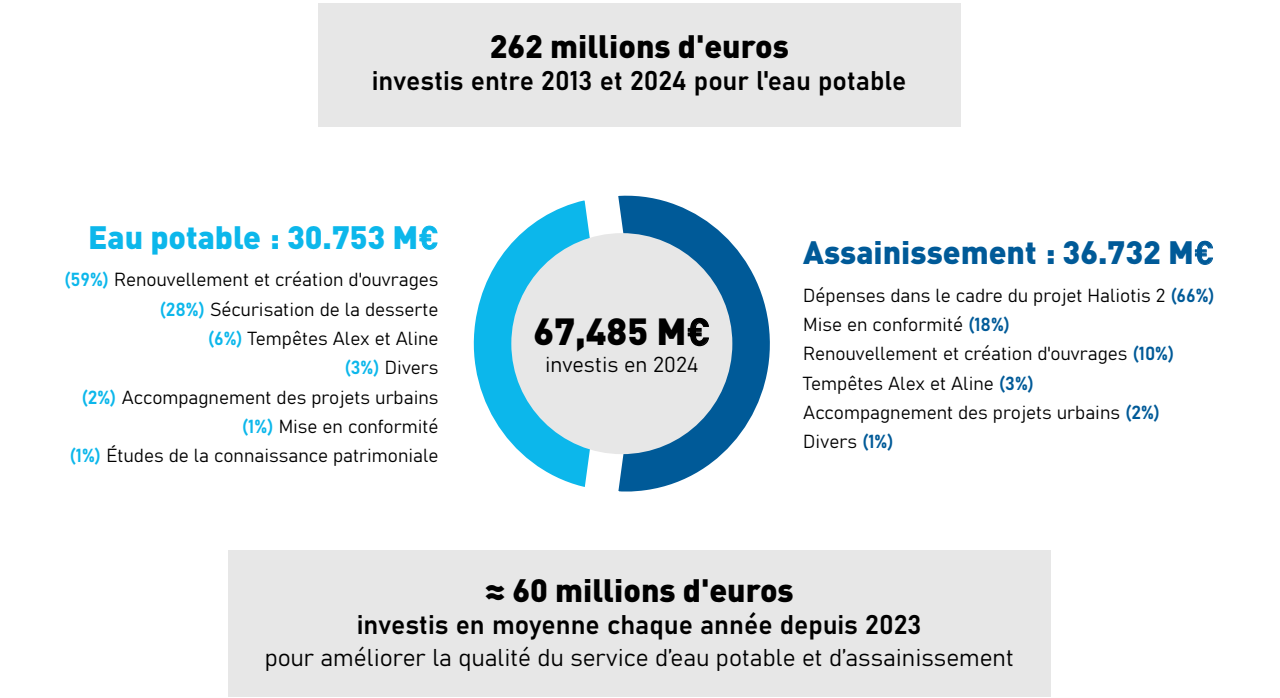 262 millions d'euros
investis entre 2013 et 2024 pour l'eau potable
Eau potable : 30.753 M€
(59%) Renouvellement et création d'ouvrages
(28%) Sécurisation de la desserte
(6%) Tempêtes Alex et Aline
(3%) Divers
(2%) Accompagnement des projets urbains
(1%) Mise en conformité
(1%) Études de la connaissance patrimoniale
67,485 M€
investis en 2024
Assainissement : 36.732 M€
Dépenses dans le cadre du projet Haliotis 2 (66%)
Mise en conformité (18%)
Renouvellement et création d'ouvrages (10%)
Tempêtes Alex et Aline (3%)
Accompagnement des projets urbains (2%)
Divers (1%)
≈ 60 millions d'euros
investis en moyenne chaque année depuis 2023
pour améliorer la qualité du service d’eau potable et d’assainissement